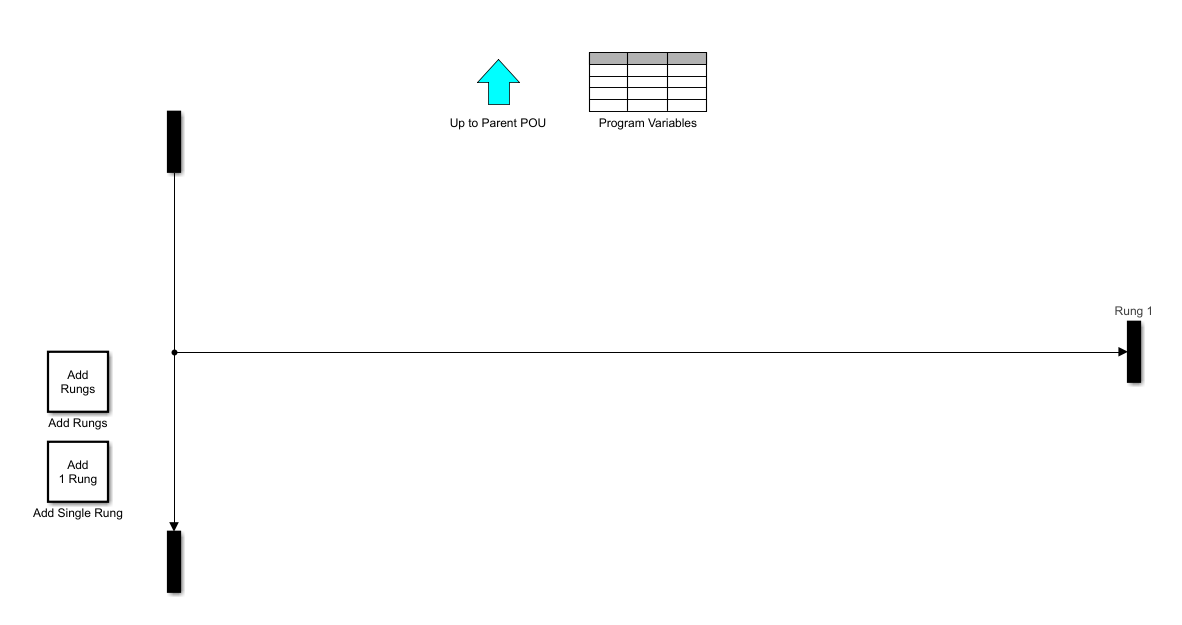 Up to Parent POU
Program Variables
Rung 1
Add
Rungs
Add Rungs
Add
1 Rung
Add Single Rung